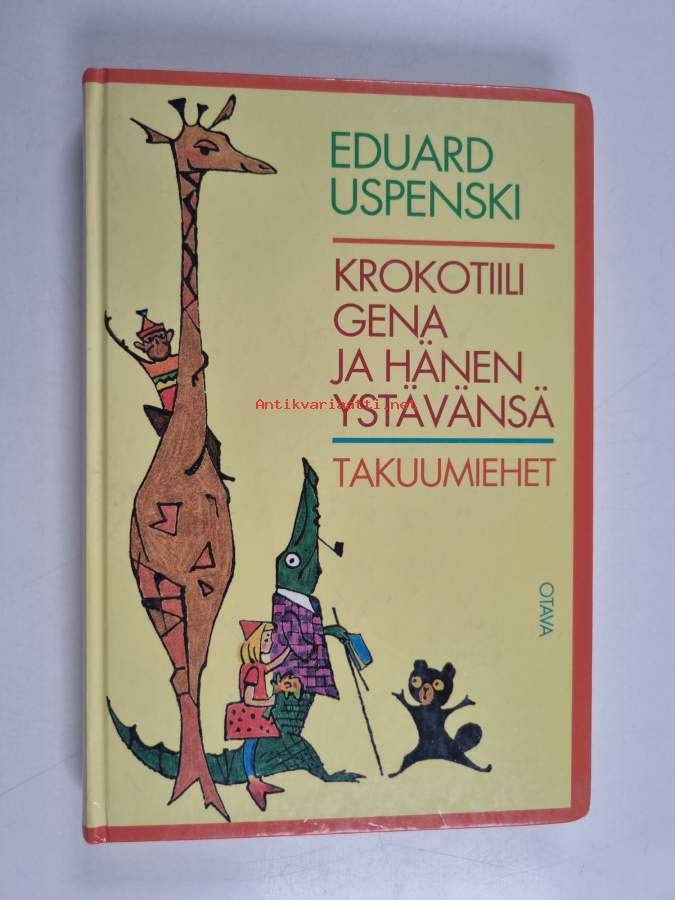 EDUARD
USPENSKI
KROKOTIILI
GENA
JA HÄNEN
YSTÄVÄNSÄ
Antikvariaatti.net
TAKUUMIEHET
OTAVA